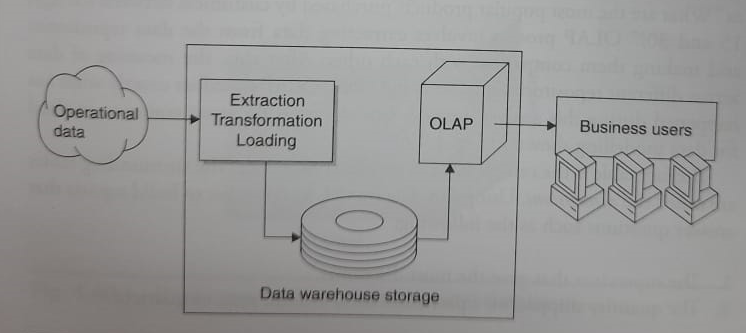 Operational
data
Extraction
Transformation
Loading
OLAP
Business users
Data warehouse storage